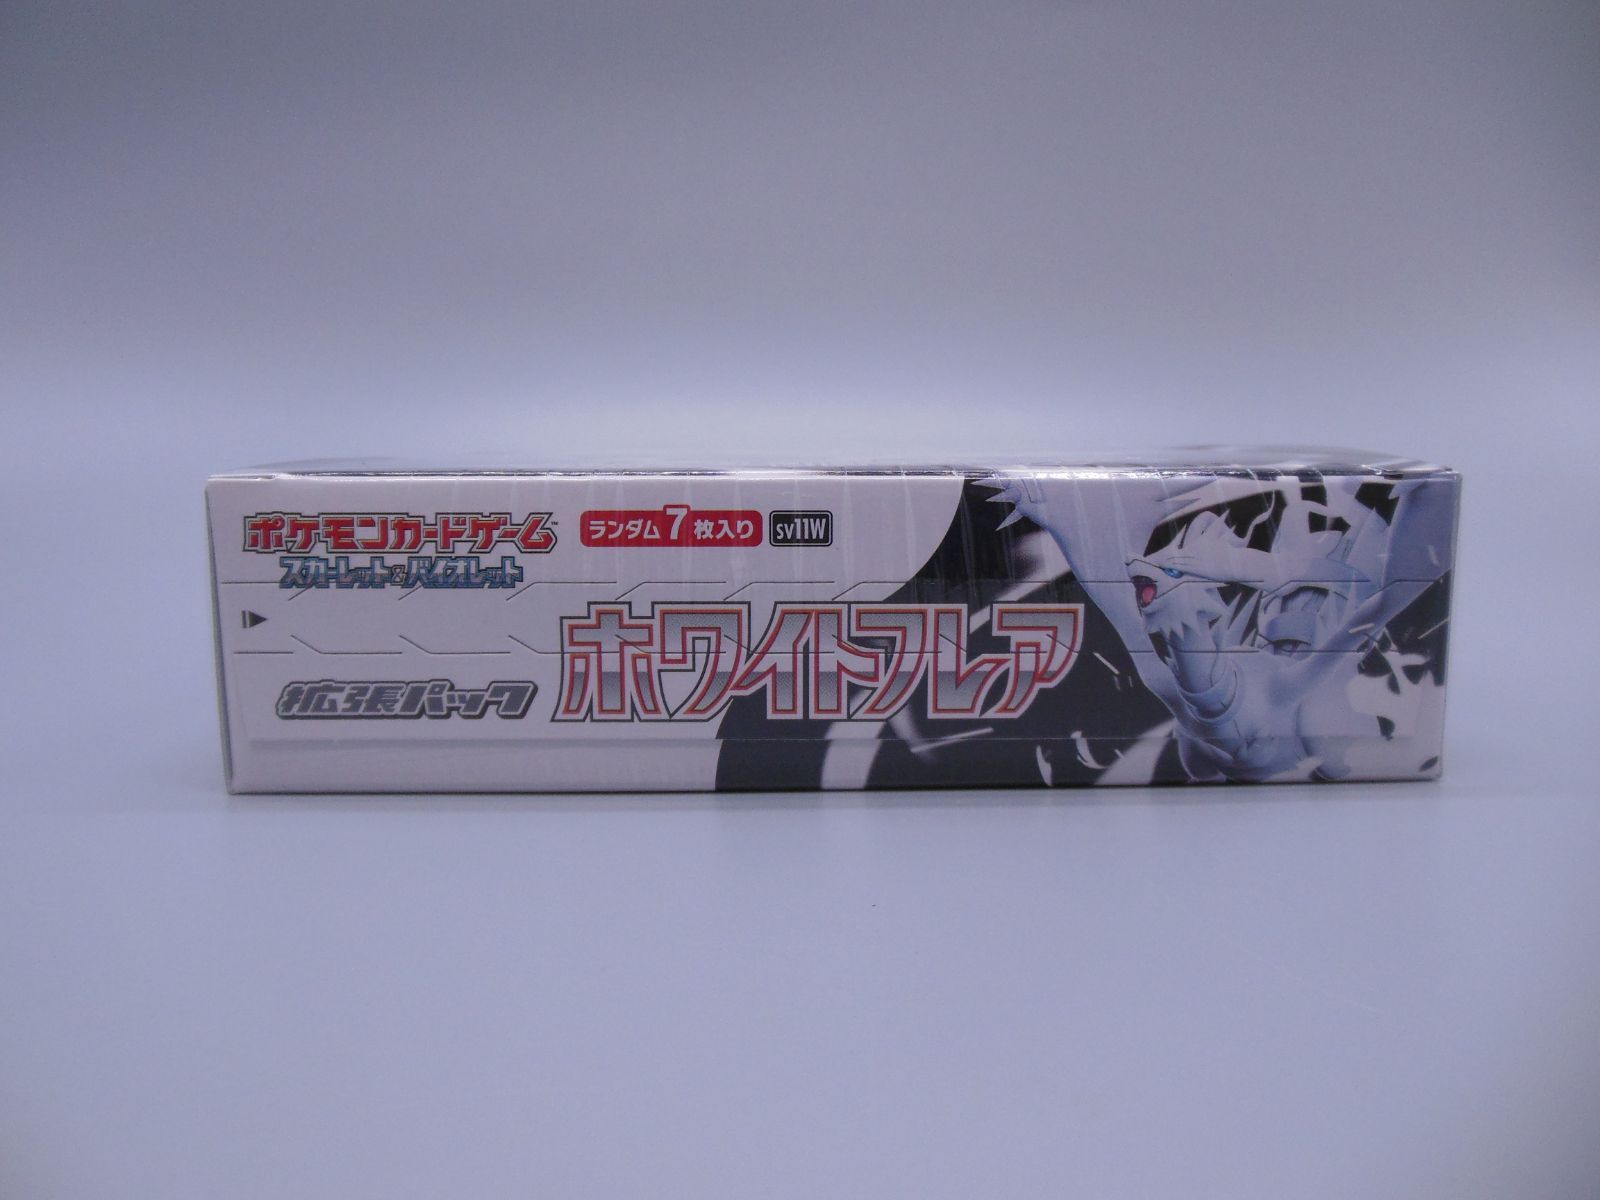 ポケモンカードゲーム™
スカーレット&バイオレット
ランダム7枚入り
SV11W
拡張パック
ホワイトフレア